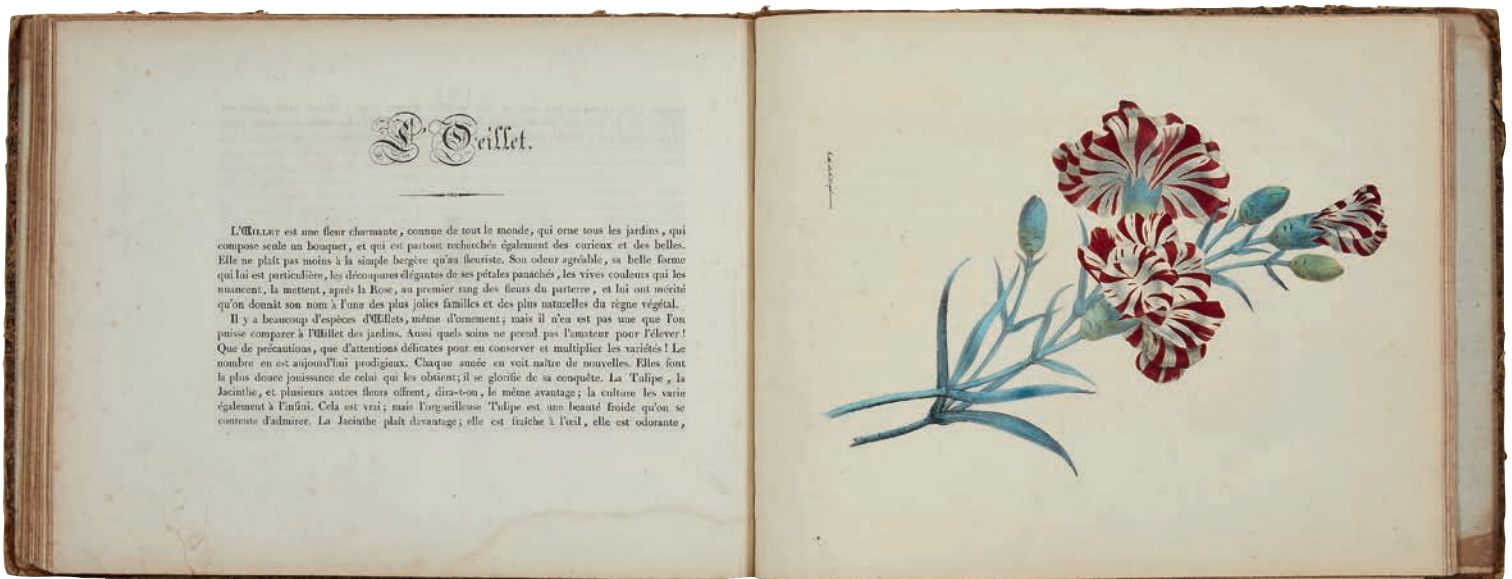 L'Oeillet.
L'Œillet est une fleur charmante, connue de tout le monde, qui orne tous les jardins, qui
compose seule un bouquet, et qui est partout recherchée également des curieux et des belles.
Elle ne plaît pas moins à la simple bergère qu'au fleuriste. Son odeur agréable, sa belle forme
qui lui est particulière, les découpures élégantes de ses pétales panachés, les vives couleurs qui les
nuancent, la mettent, après la Rose, au premier rang des fleurs du parterre, et lui ont mérité
qu'on donnât son nom à l'une des plus jolies familles et des plus naturelles du règne végétal.
Il y a beaucoup d'espèces d'Œillets, même d'ornement; mais il n'en est pas une que l'on
puisse comparer à l'Œillet des jardins. Aussi quels soins ne prend pas l'amateur pour l'élever!
Que de précautions, que d'attentions délicates pour en conserver et multiplier les variétés! Le
nombre en est aujourd'hui prodigieux. Chaque année en voit naître de nouvelles. Elles font
la plus douce jouissance de celui qui les obtient; il se glorifie de sa conquête. La Tulipe, la
Jacinthe, et plusieurs autres fleurs offrent, dira-t-on, le même avantage; la culture les varie
également à l'infini. Cela est vrai; mais l'orgueilleuse Tulipe est une beauté froide qu'on se
contente d'admirer. La Jacinthe plaît davantage; elle est fraîche à l'œil, elle est odorante,